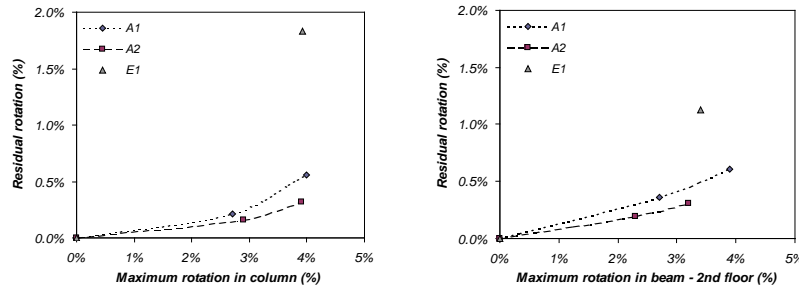 2.0%
1.5%
1.0%
0.5%
0.0%
Residual rotation (%)
A1
A2
E1
0% 1% 2% 3% 4% 5%
Maximum rotation in column (%)
2.0%
1.5%
1.0%
0.5%
0.0%
Residual rotation (%)
A1
A2
E1
0% 1% 2% 3% 4% 5%
Maximum rotation in beam - 2nd floor (%)